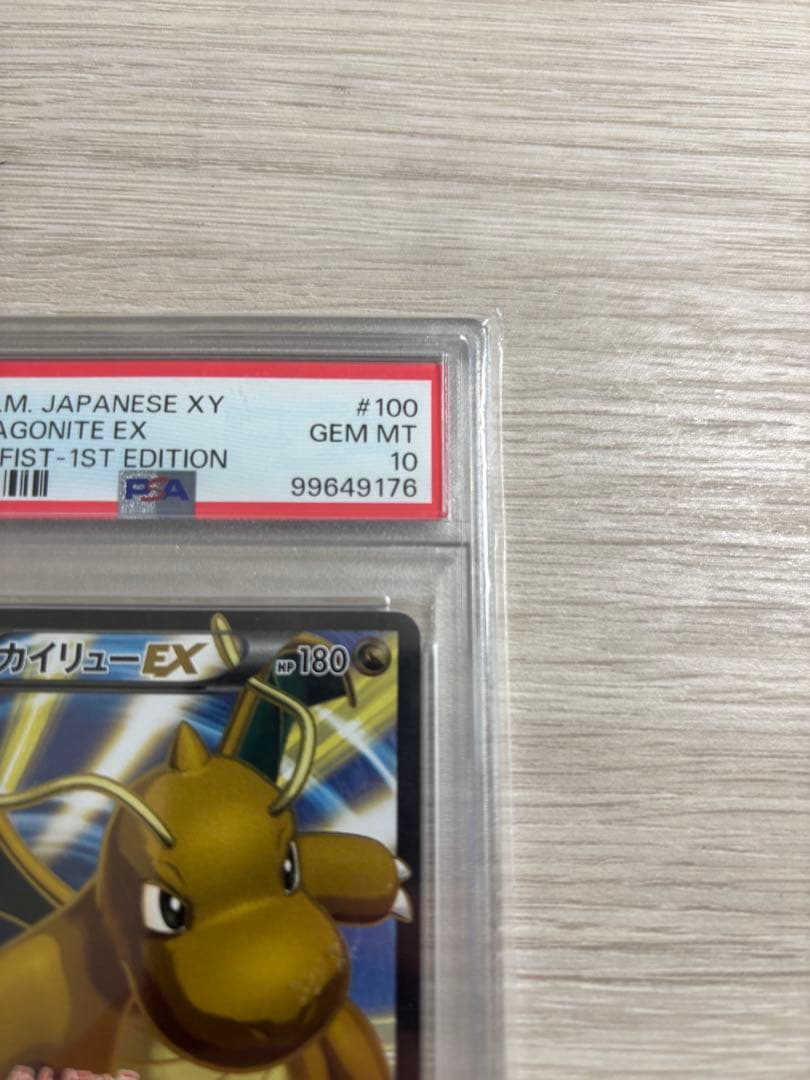 .M. JAPANESE XY #100
AGONITE EX GEM MT
FIST-1ST EDITION 10
PSA 99649176
カイリューEX HP180